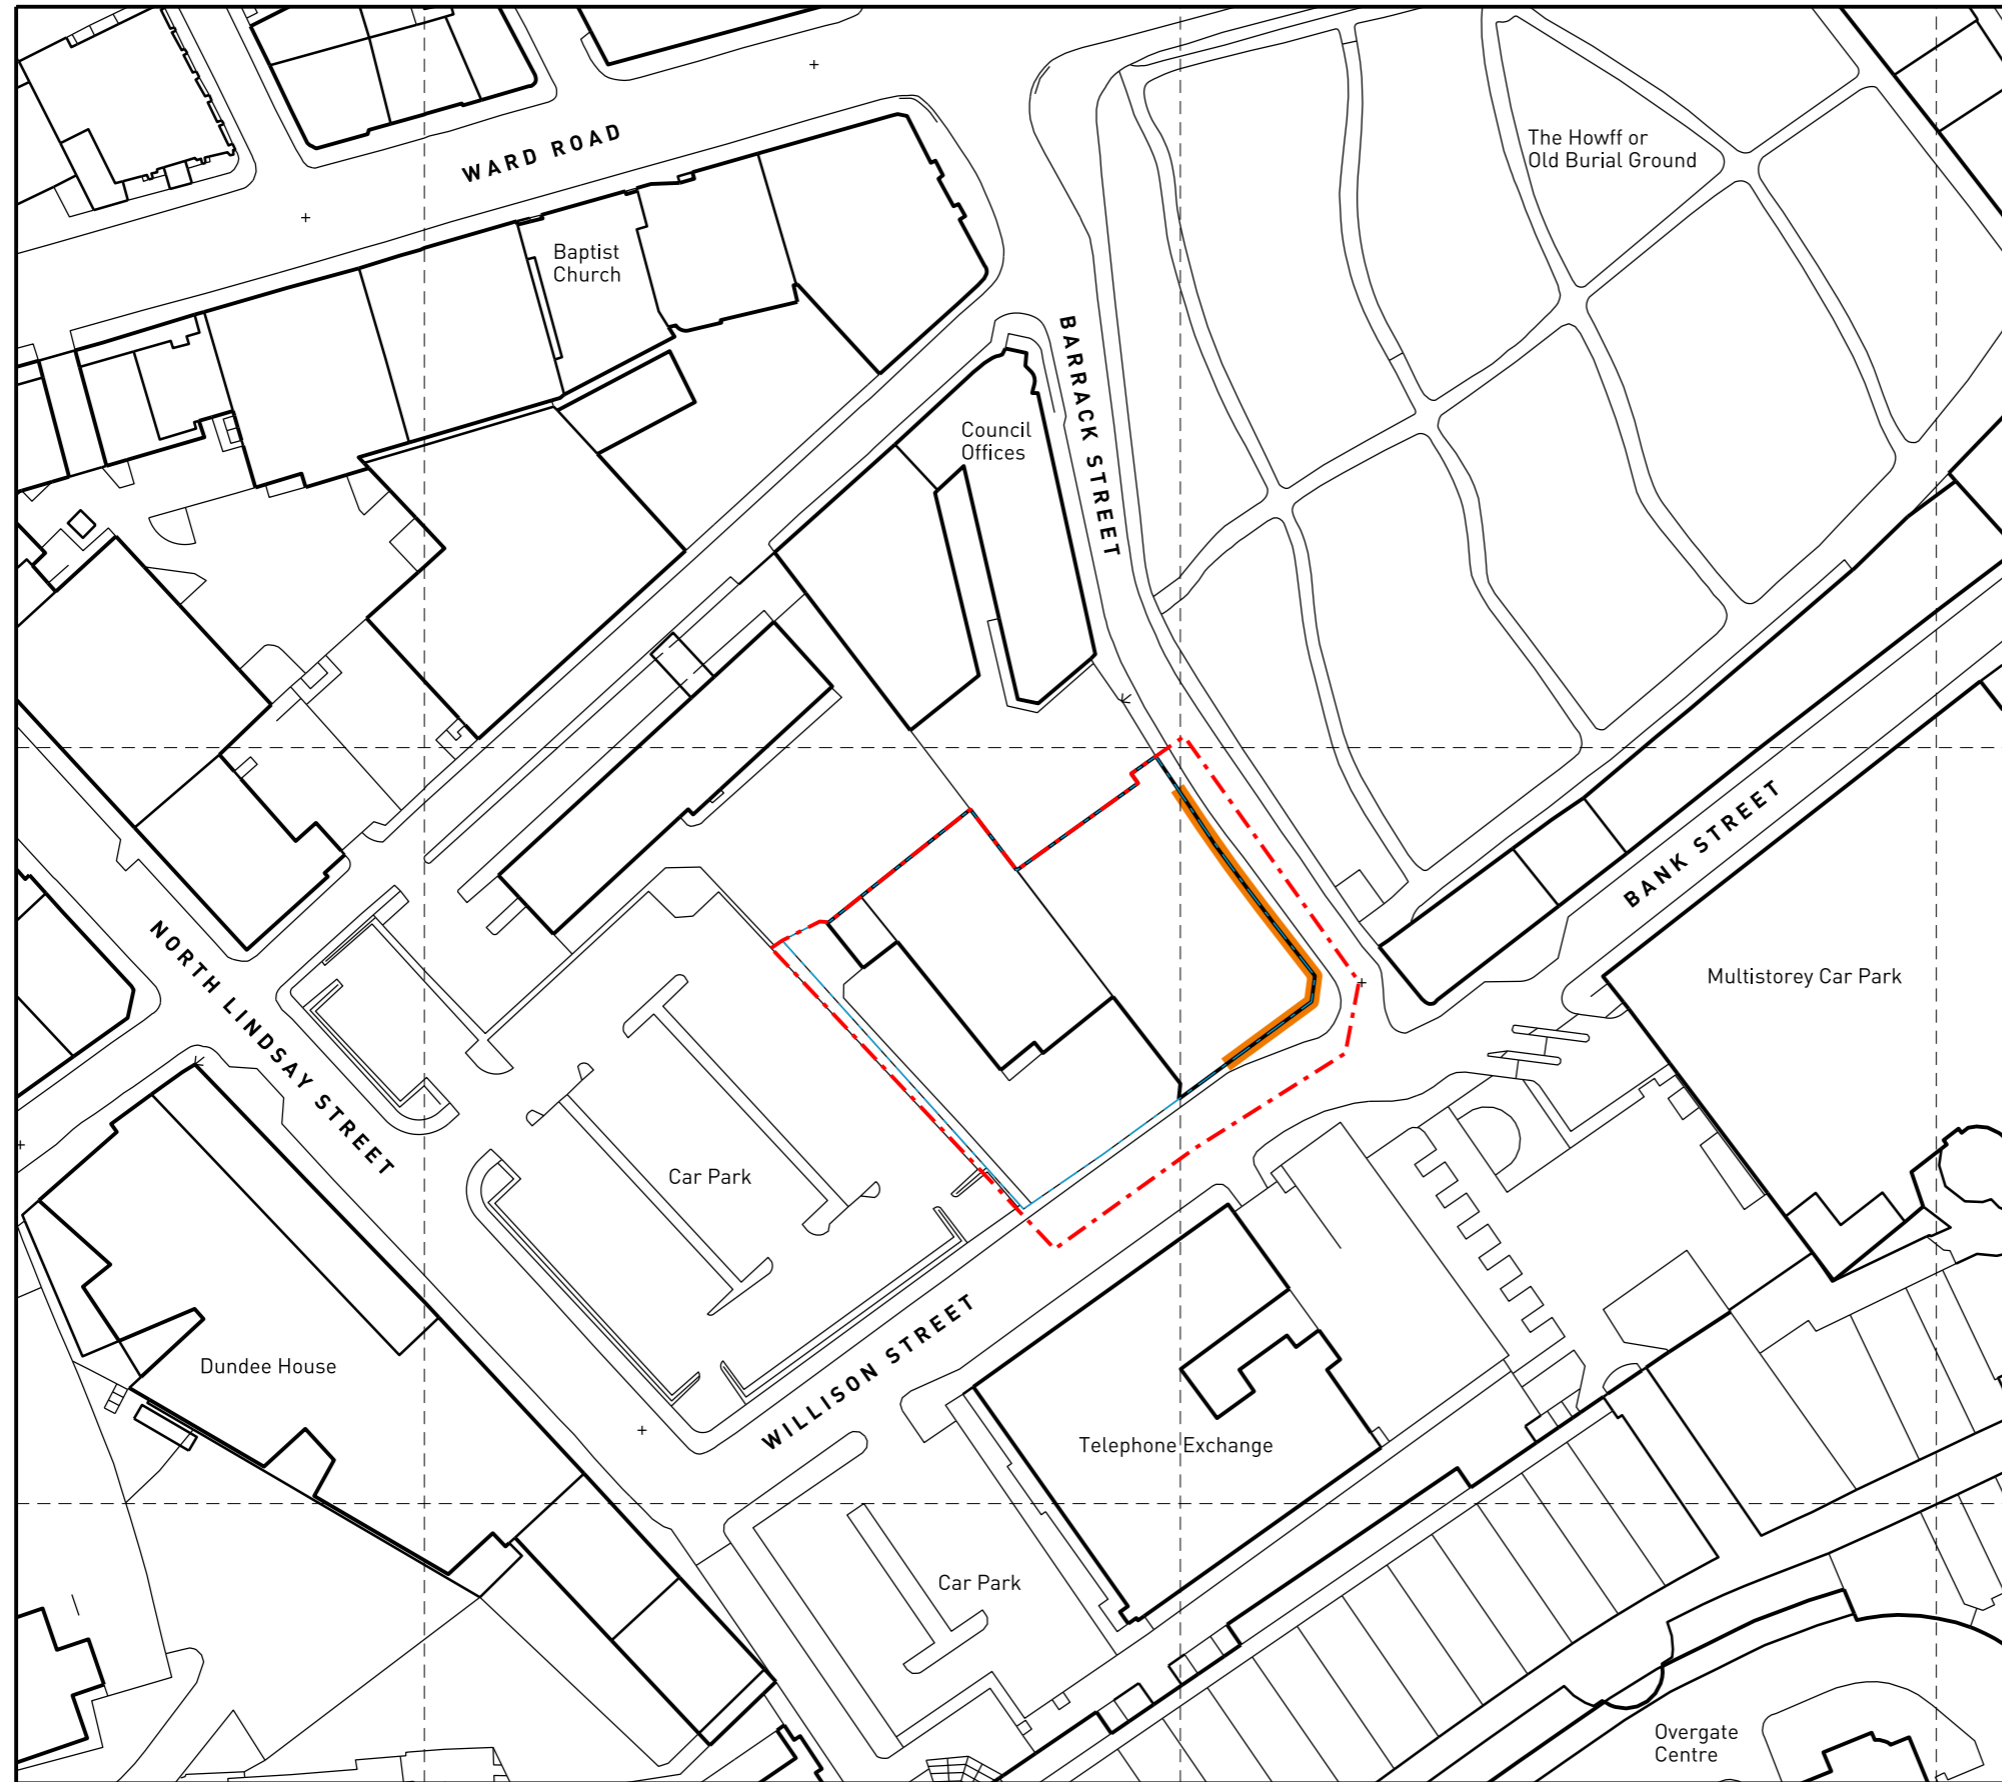 WARD ROAD
The Howff or
Old Burial Ground
Baptist
Church
BARRACK STREET
Council
Offices
BANK STREET
Multistorey Car Park
NORTH LINDSAY STREET
Car Park
WILLISON STREET
Dundee House
Telephone Exchange
Car Park
Overgate
Centre